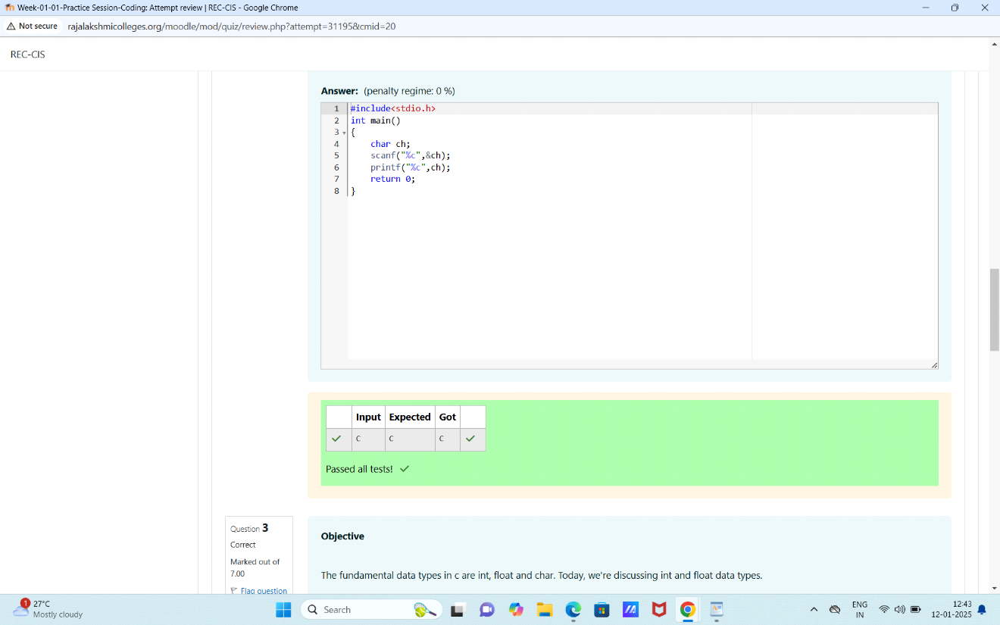 Week-01-01-Practice Session-Coding: Attempt review | REC-CIS - Google Chrome
Not secure rajalakshmicolleges.org/moodle/mod/quiz/review.php?attempt=31195&cmid=20
REC-CIS
Answer: (penalty regime: 0 %)
1 #include<stdio.h>
2 int main()
3 {
4 char ch;
5 scanf("%c",&ch);
6 printf("%c",ch);
7 return 0;
8 }
Input Expected Got
C C C
Passed all tests!
Question 3
Correct
Marked out of
7.00
Flag question
Objective
The fundamental data types in c are int, float and char. Today, we're discussing int and float data types.
1
27°C
Mostly cloudy
Search
ENG
IN
12:43
12-01-2025